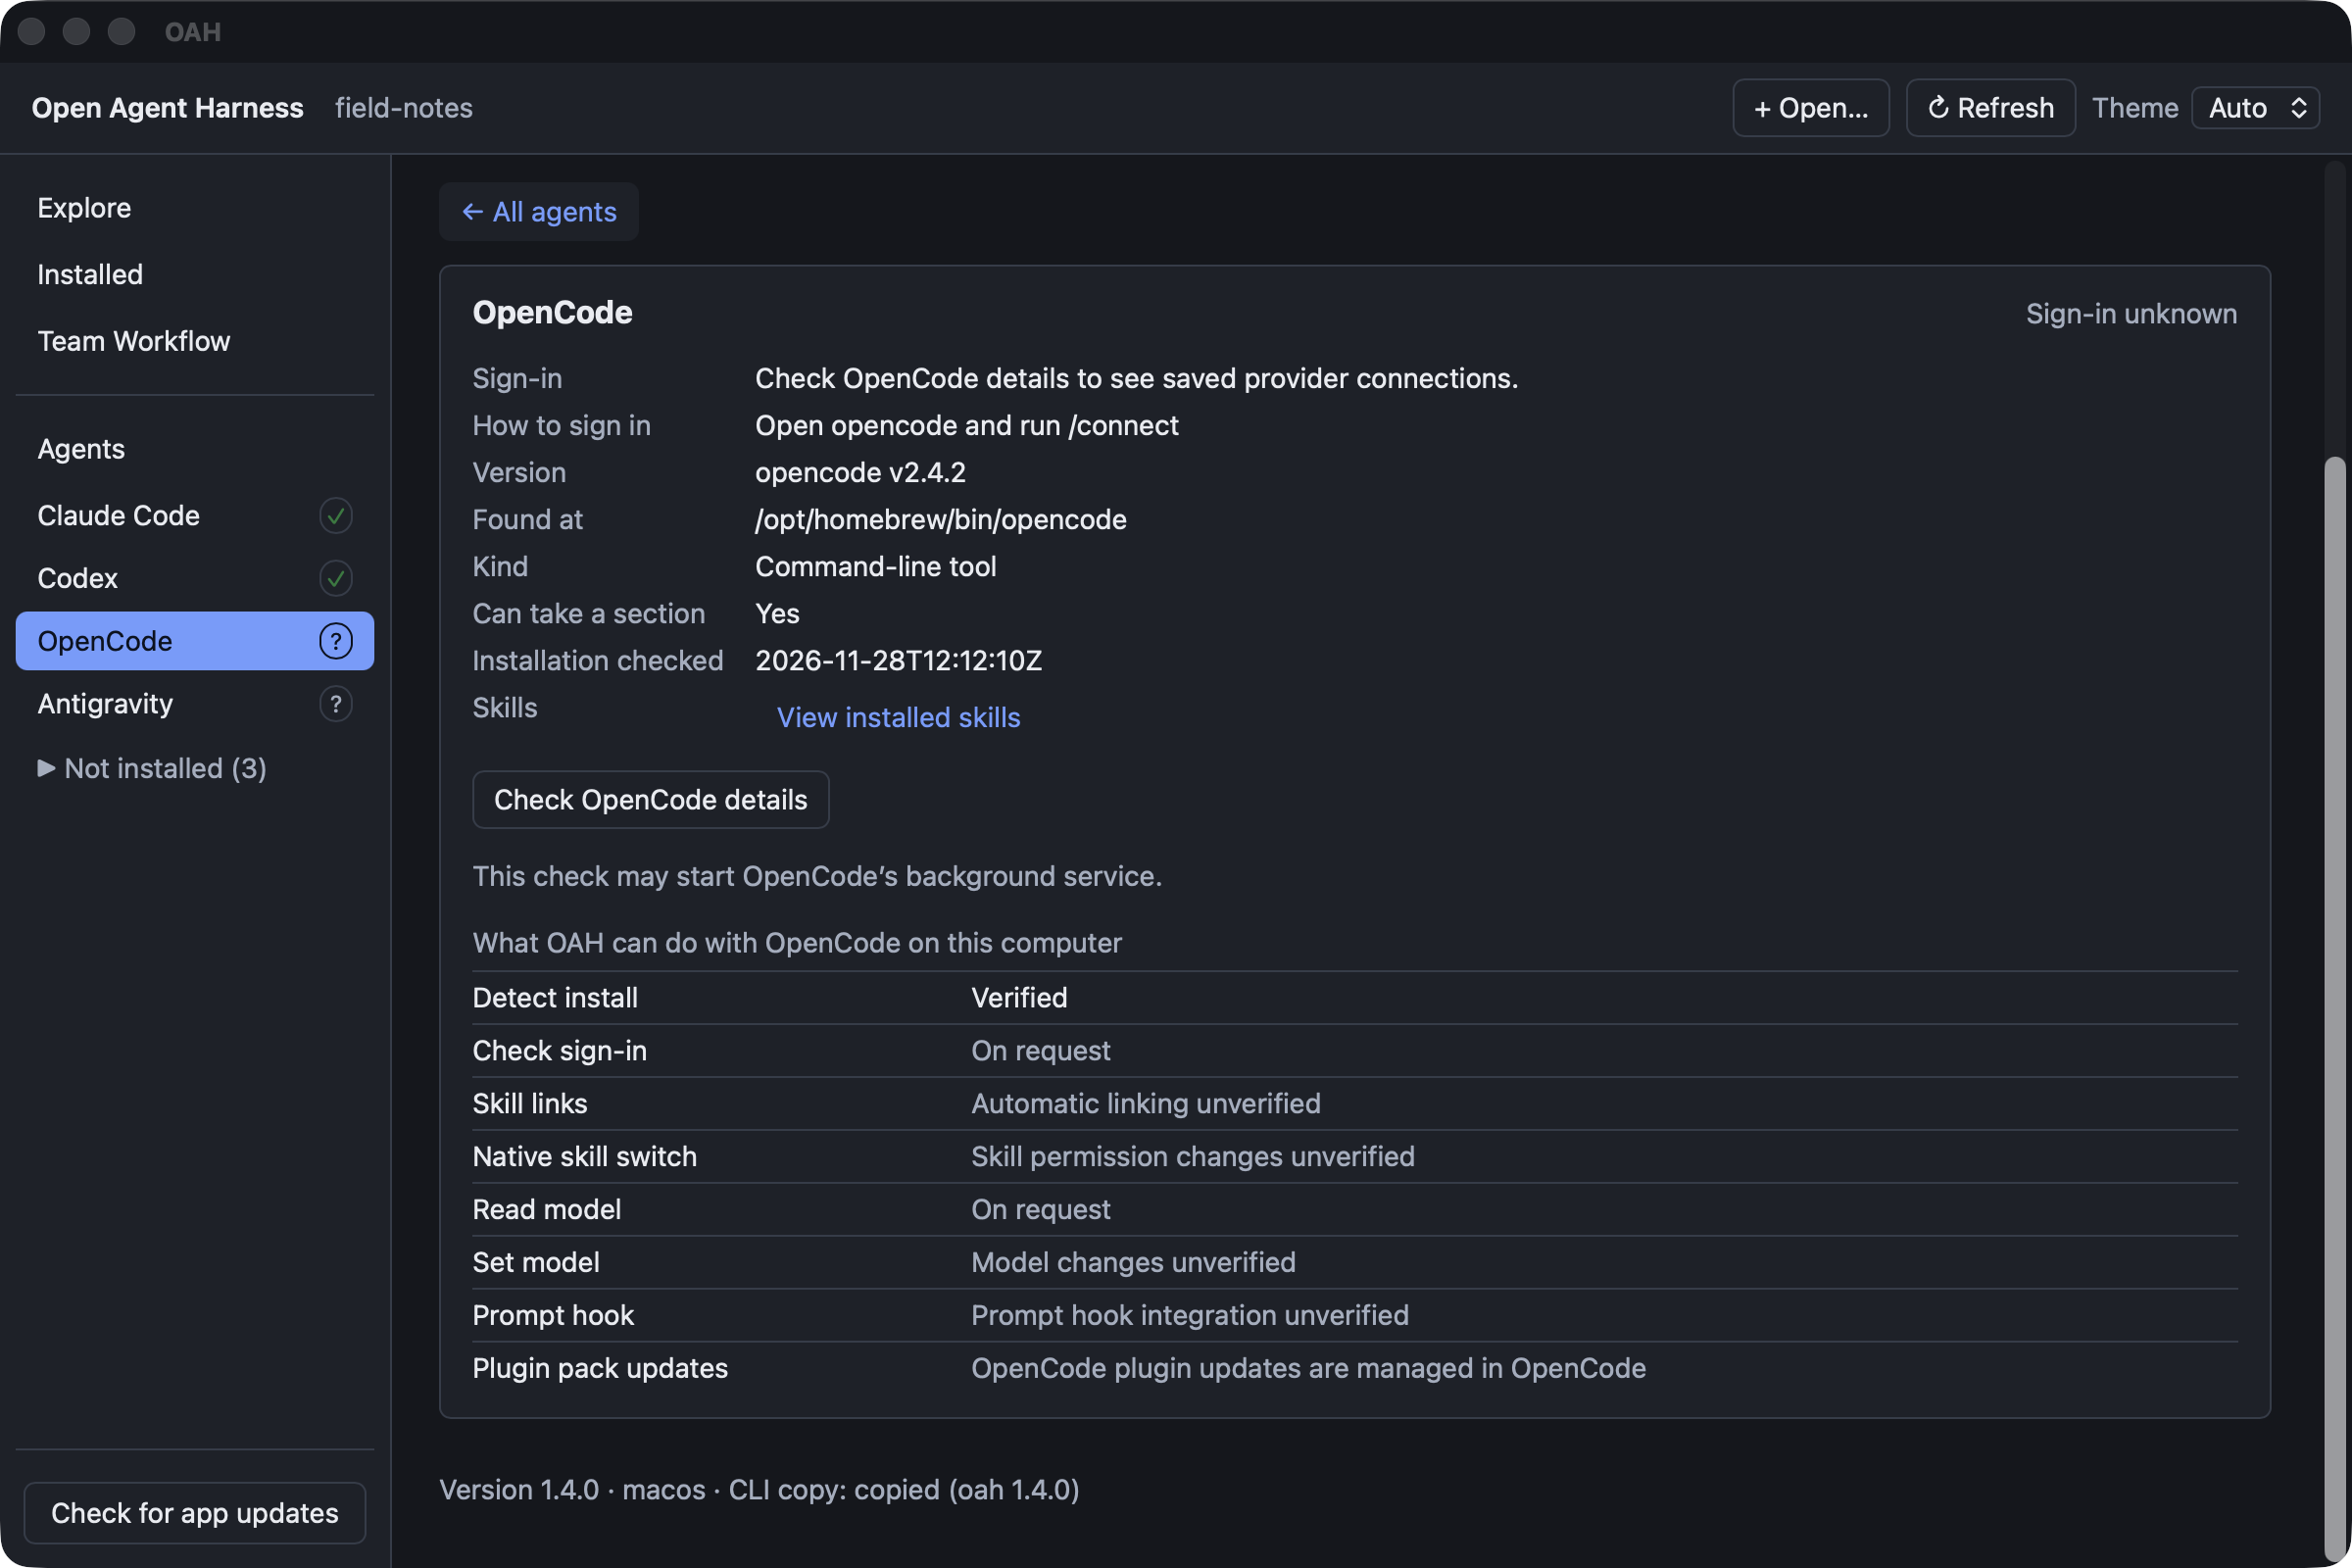 OAH
Open Agent Harness field-notes
+ Open... Refresh Theme Auto
Explore
Installed
Team Workflow
Agents
Claude Code
Codex
OpenCode ?
Antigravity ?
Not installed (3)
Check for app updates
← All agents
OpenCode Sign-in unknown
Sign-in Check OpenCode details to see saved provider connections.
How to sign in Open opencode and run /connect
Version opencode v2.4.2
Found at /opt/homebrew/bin/opencode
Kind Command-line tool
Can take a section Yes
Installation checked 2026-11-28T12:12:10Z
Skills View installed skills
Check OpenCode details
This check may start OpenCode’s background service.
What OAH can do with OpenCode on this computer
Detect install Verified
Check sign-in On request
Skill links Automatic linking unverified
Native skill switch Skill permission changes unverified
Read model On request
Set model Model changes unverified
Prompt hook Prompt hook integration unverified
Plugin pack updates OpenCode plugin updates are managed in OpenCode
Version 1.4.0 · macos · CLI copy: copied (oah 1.4.0)